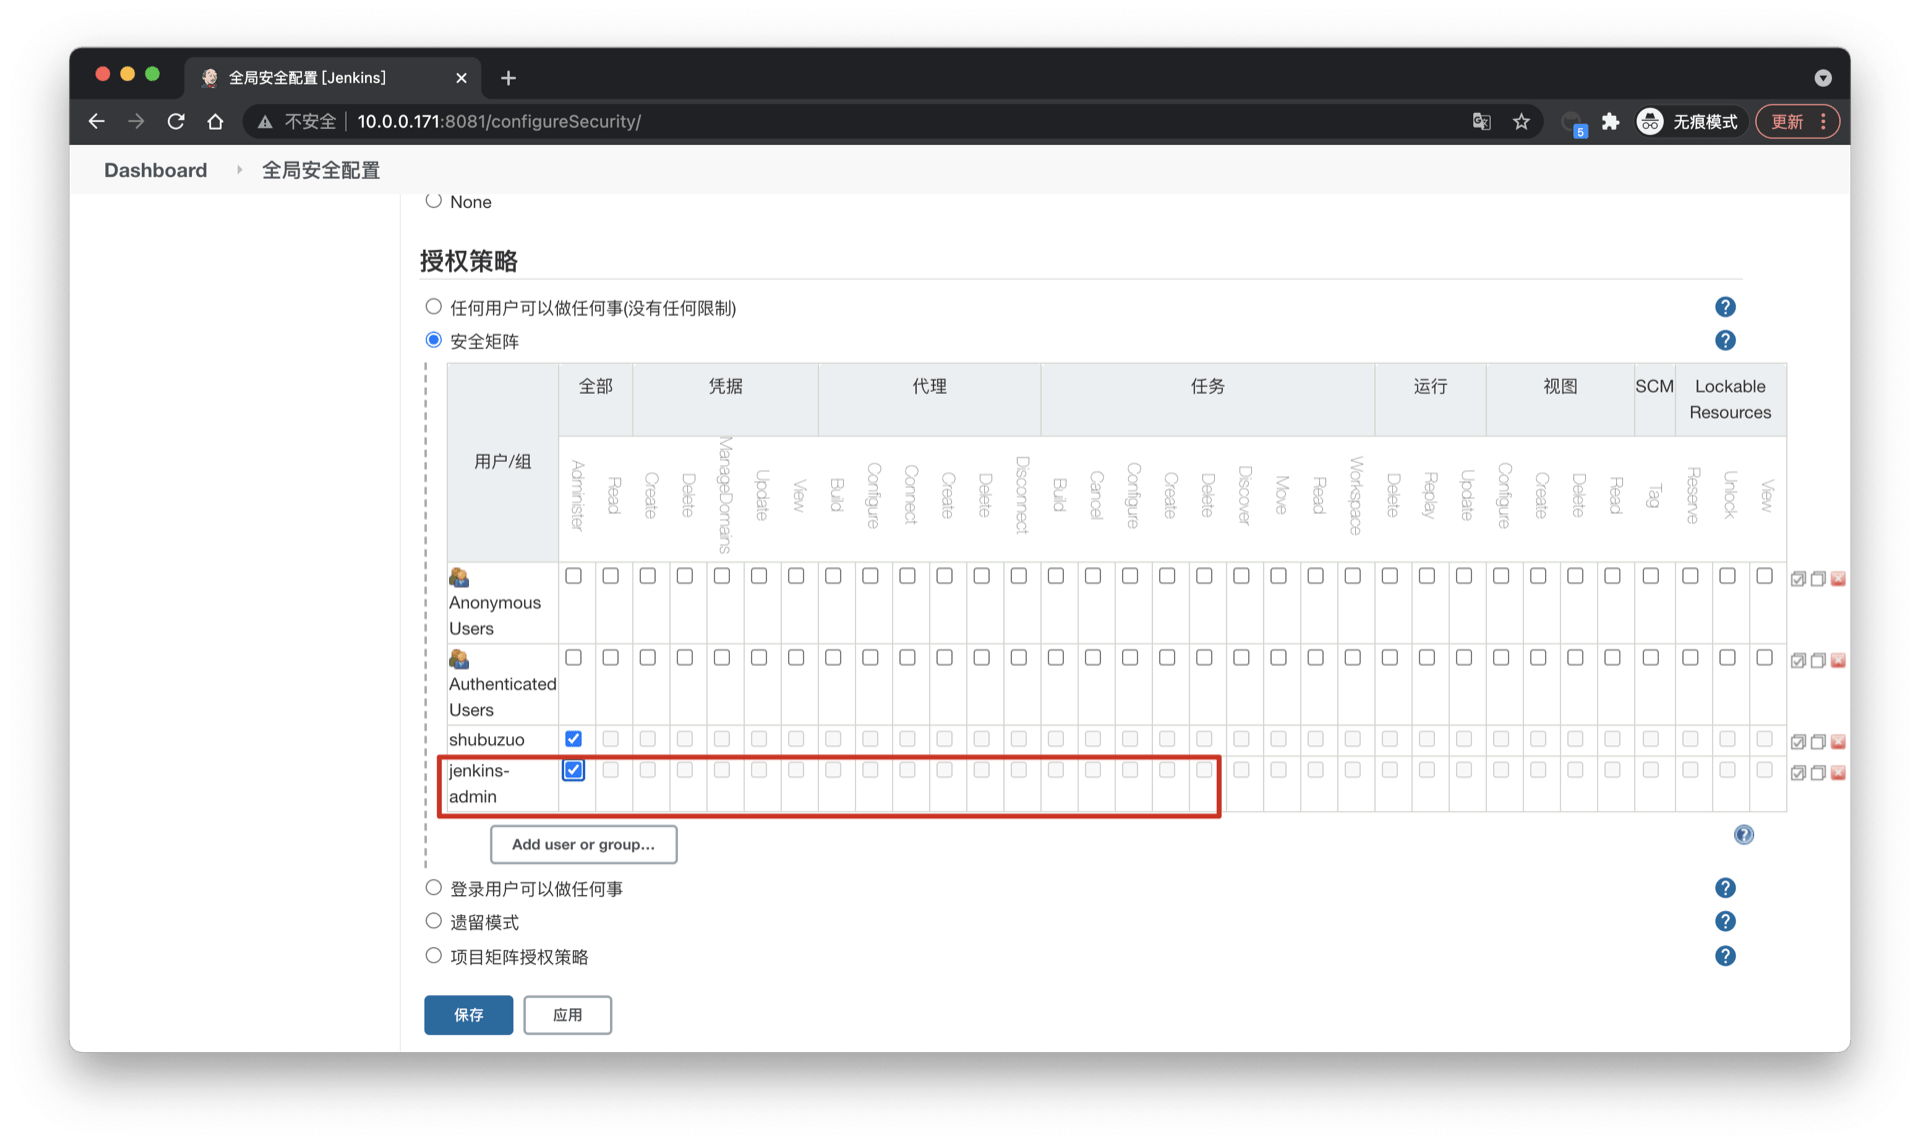 全局安全配置 [Jenkins]
不安全 | 10.0.0.171:8081/configureSecurity/
5
无痕模式
更新
Dashboard
全局安全配置
None
授权策略
任何用户可以做任何事(没有任何限制)
安全矩阵
用户/组
全部
凭据
代理
任务
运行
视图
SCM
Lockable
Resources
Administer
Read
Create
Delete
ManageDomains
Update
View
Build
Configure
Connect
Create
Delete
Disconnect
Build
Cancel
Configure
Create
Delete
Discover
Move
Read
Workspace
Delete
Replay
Update
Configure
Create
Delete
Read
Tag
Reserve
Unlock
View
Anonymous
Users
Authenticated
Users
shubuzuo
jenkins-
admin
Add user or group...
登录用户可以做任何事
遗留模式
项目矩阵授权策略
保存
应用